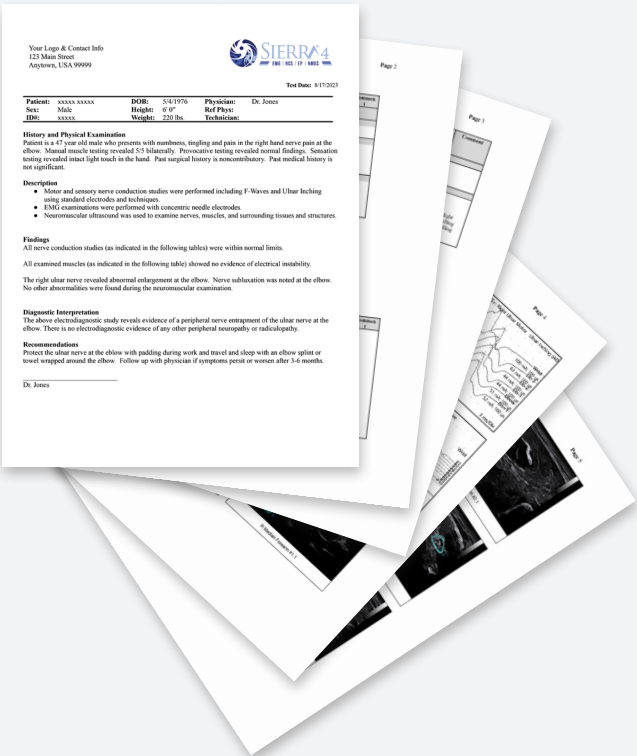 Your Logo & Contact Info
123 Main Street
Anytown, USA 99999
SIERRA 4
EMG | NCS | EP | NMUS
Test Date: 8/17/2023
Patient: xxxxx xxxxx DOB: 5/4/1976 Physician: Dr. Jones
Sex: Male Height: 6' 0" Ref Phys:
ID#: xxxxx Weight: 220 lbs. Technician:
History and Physical Examination
Patient is a 47 year old male who presents with numbness, tingling and pain in the right hand nerve pain at the
elbow. Manual muscle testing revealed 5/5 bilaterally. Provocative testing revealed normal findings. Sensation
testing revealed intact light touch in the hand. Past surgical history is noncontributory. Past medical history is
not significant.
Description
● Motor and sensory nerve conduction studies were performed including F-Waves and Ulnar Inching
using standard electrodes and techniques.
● EMG examinations were performed with concentric needle electrodes.
● Neuromuscular ultrasound was used to examine nerves, muscles, and surrounding tissues and structures.
Findings
All nerve conduction studies (as indicated in the following tables) were within normal limits.
All examined muscles (as indicated in the following table) showed no evidence of electrical instability.
The right ulnar nerve revealed abnormal enlargement at the elbow. Nerve subluxation was noted at the elbow.
No other abnormalities were found during the neuromuscular examination.
Diagnostic Interpretation
The above electrodiagnostic study reveals evidence of a peripheral nerve entrapment of the ulnar nerve at the
elbow. There is no electrodiagnostic evidence of any other peripheral neuropathy or radiculopathy.
Recommendations
Protect the ulnar nerve at the eblow with padding during work and travel and sleep with an elbow splint or
towel wrapped around the elbow. Follow up with physician if symptoms persit or worsen after 3-6 months.
Dr. Jones
Page 2
Page 3
Comment
Page 4
Right Ulnar Motor - Ulnar Inching
Wrist
Page 5
R Median Forearm